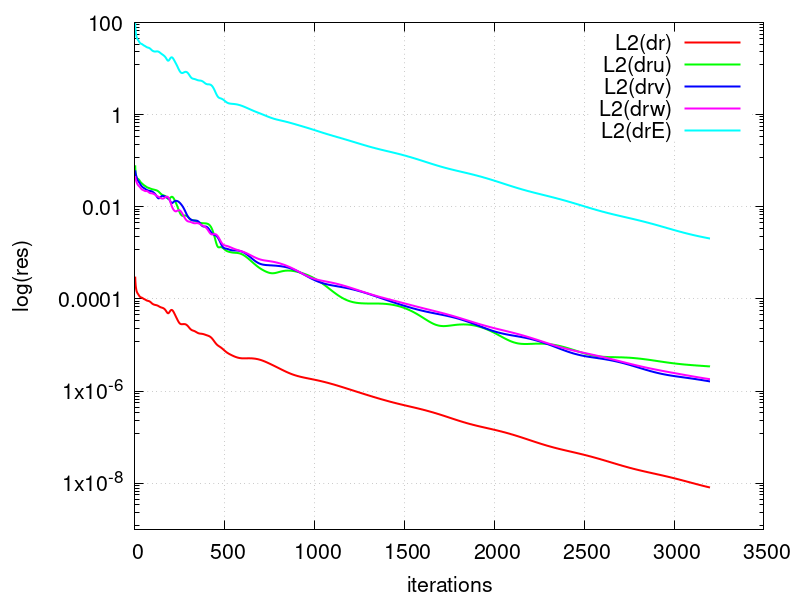 100
1
0.01
0.0001
1x10^-6
1x10^-8
log(res)
L2(dr)
L2(dru)
L2(drv)
L2(drw)
L2(drE)
0 500 1000 1500 2000 2500 3000 3500
iterations